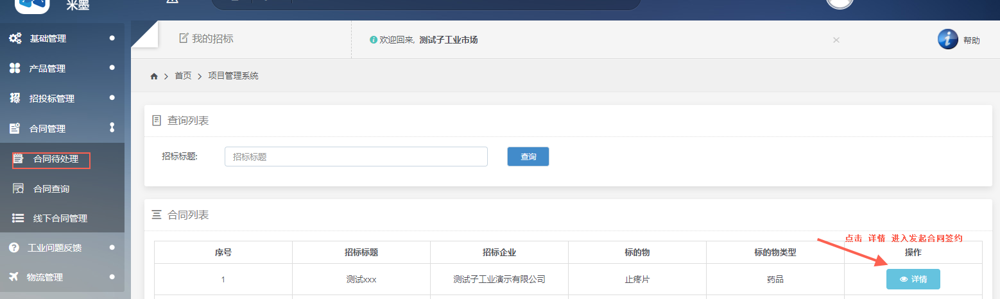 米墨
基础管理
产品管理
招投标管理
合同管理
合同待处理
合同查询
线下合同管理
工业问题反馈
物流管理
我的招标
欢迎回来, 测试子工业市场
×
帮助
首页 > 项目管理系统
查询列表
招标标题: 招标标题 查询
合同列表
点击 详情 进入发起合同签约
序号 招标标题 招标企业 标的物 标的物类型 操作
1 测试xxx 测试子工业演示有限公司 止疼片 药品 详情